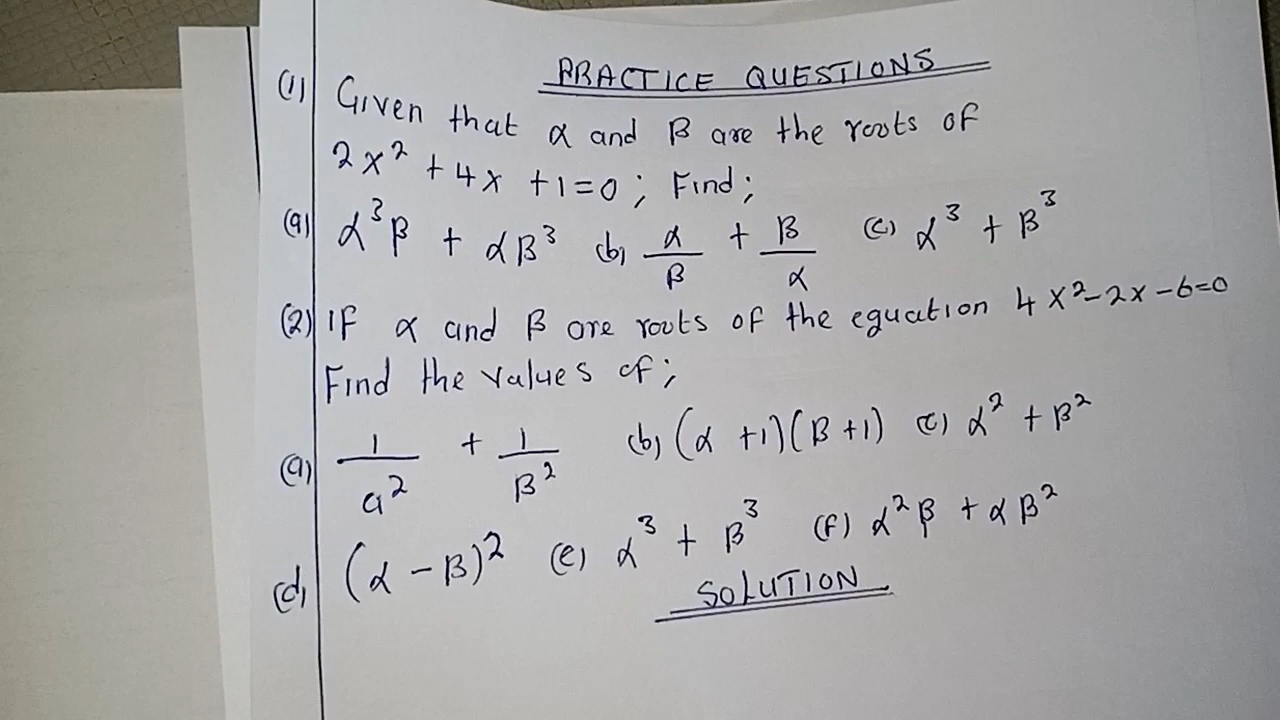 PRACTICE QUESTIONS
(1) Given that α and β are the roots of
2x² + 4x + 1 = 0; Find;
(a) α³β + αβ³ (b) α/β + β/α (c) α³ + β³
(2) If α and β are roots of the equation 4x² - 2x - 6 = 0
Find the values of;
(a) 1/a² + 1/β² (b) (α + 1)(β + 1) (c) α² + β²
(d) (α - β)² (e) α³ + β³ (f) α²β + αβ²
SOLUTION